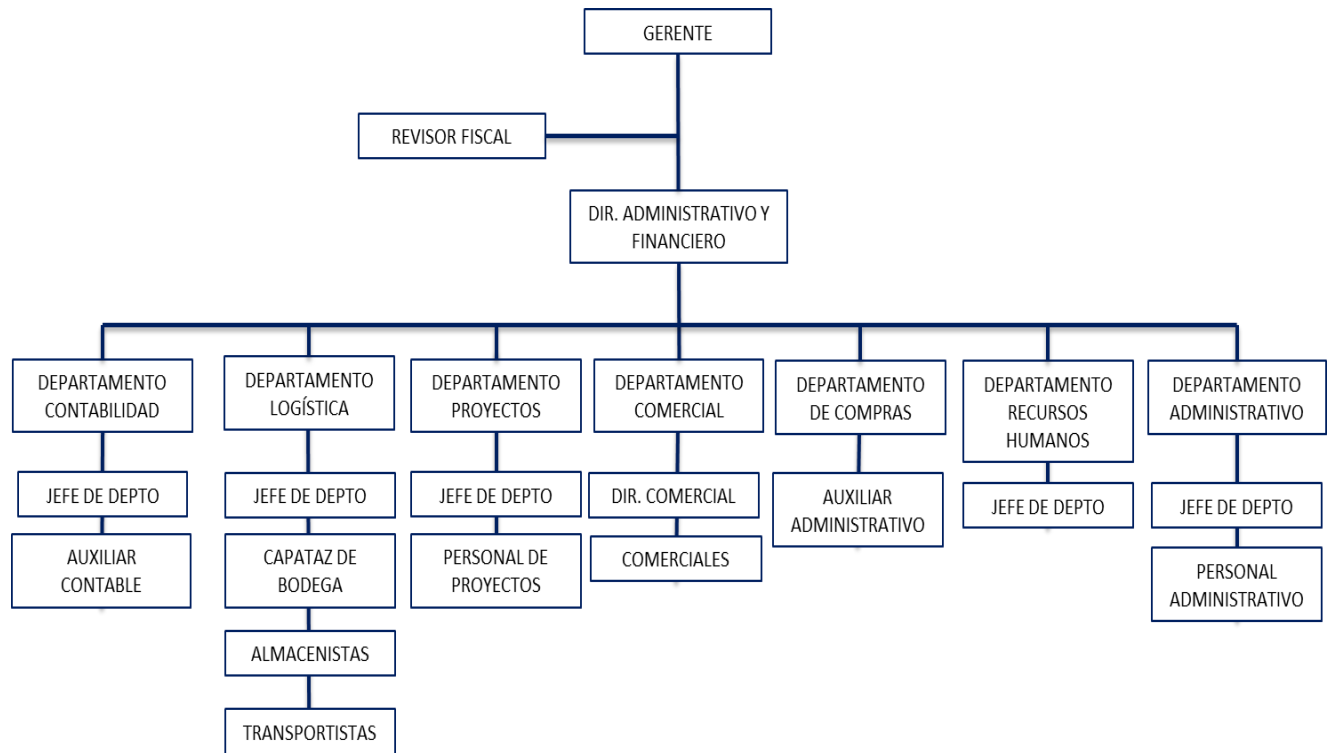 GERENTE
REVISOR FISCAL
DIR. ADMINISTRATIVO Y
FINANCIERO
DEPARTAMENTO
CONTABILIDAD
JEFE DE DEPTO
AUXILIAR
CONTABLE
DEPARTAMENTO
LOGÍSTICA
JEFE DE DEPTO
CAPATAZ DE
BODEGA
ALMACENISTAS
TRANSPORTISTAS
DEPARTAMENTO
PROYECTOS
JEFE DE DEPTO
PERSONAL DE
PROYECTOS
DEPARTAMENTO
COMERCIAL
DIR. COMERCIAL
COMERCIALES
DEPARTAMENTO
DE COMPRAS
AUXILIAR
ADMINISTRATIVO
DEPARTAMENTO
RECURSOS
HUMANOS
JEFE DE DEPTO
DEPARTAMENTO
ADMINISTRATIVO
JEFE DE DEPTO
PERSONAL
ADMINISTRATIVO